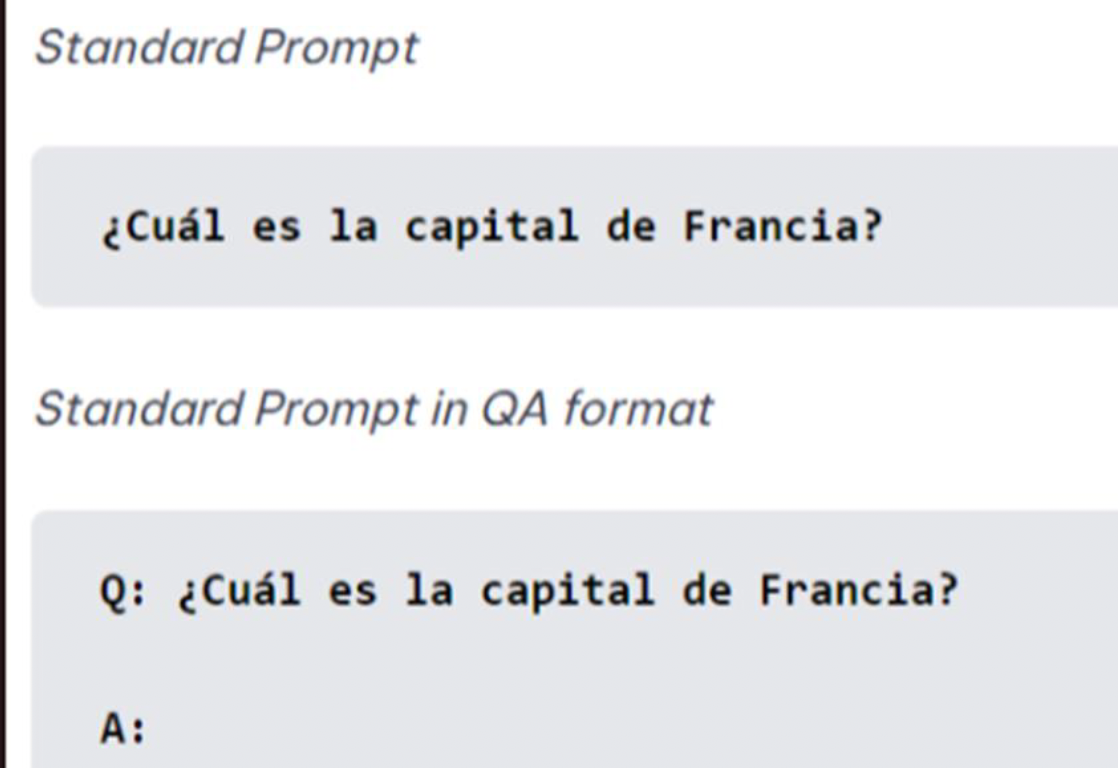 Standard Prompt
¿Cuál es la capital de Francia?
Standard Prompt in QA format
Q: ¿Cuál es la capital de Francia?
A: